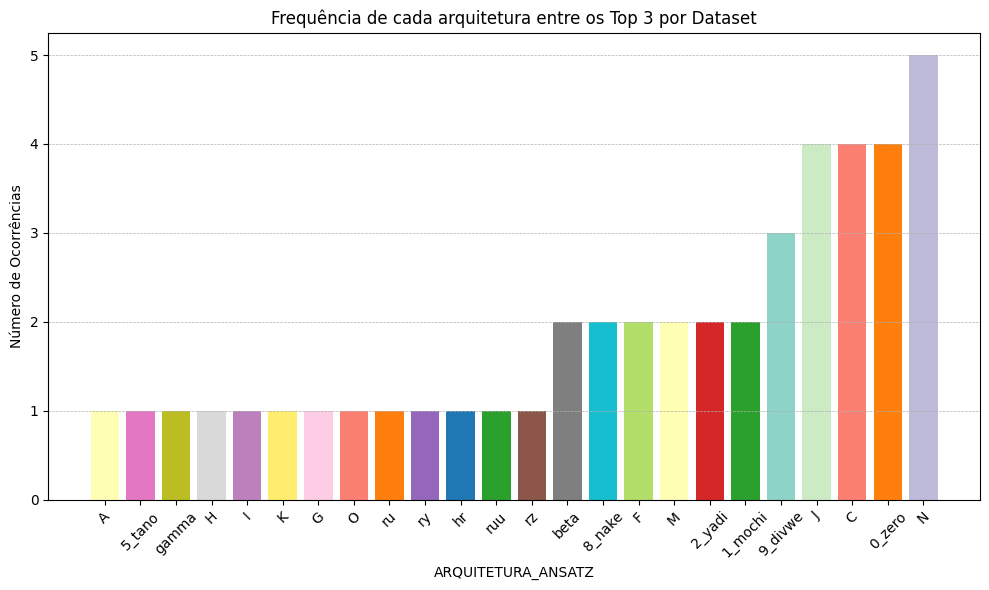 Frequência de cada arquitetura entre os Top 3 por Dataset
Número de Ocorrências
5
4
3
2
1
0
A
5_tano
gamma
H
I
K
G
O
ru
ry
hr
ruu
rz
beta
8_nake
F
M
2_yadi
1_mochi
9_divwe
J
C
0_zero
N
ARQUITETURA_ANSATZ